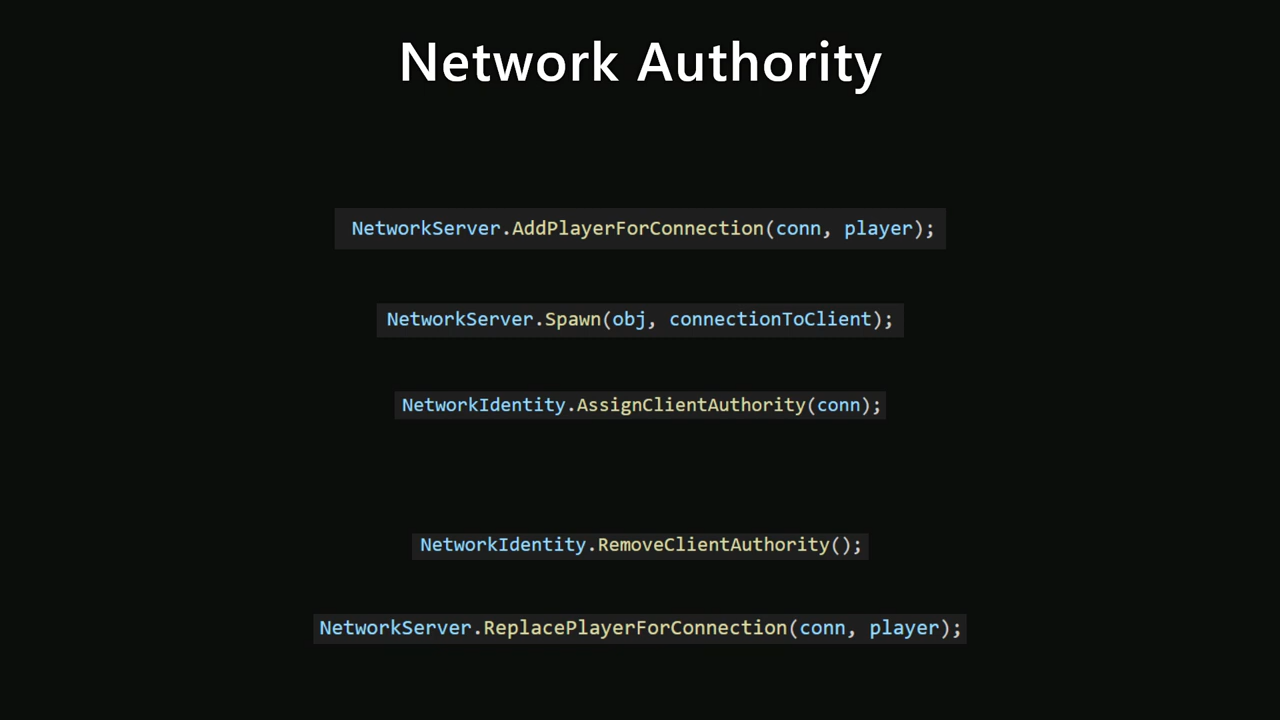 Network Authority
NetworkServer.AddPlayerForConnection(conn, player);
NetworkServer.Spawn(obj, connectionToClient);
NetworkIdentity.AssignClientAuthority(conn);
NetworkIdentity.RemoveClientAuthority();
NetworkServer.ReplacePlayerForConnection(conn, player);